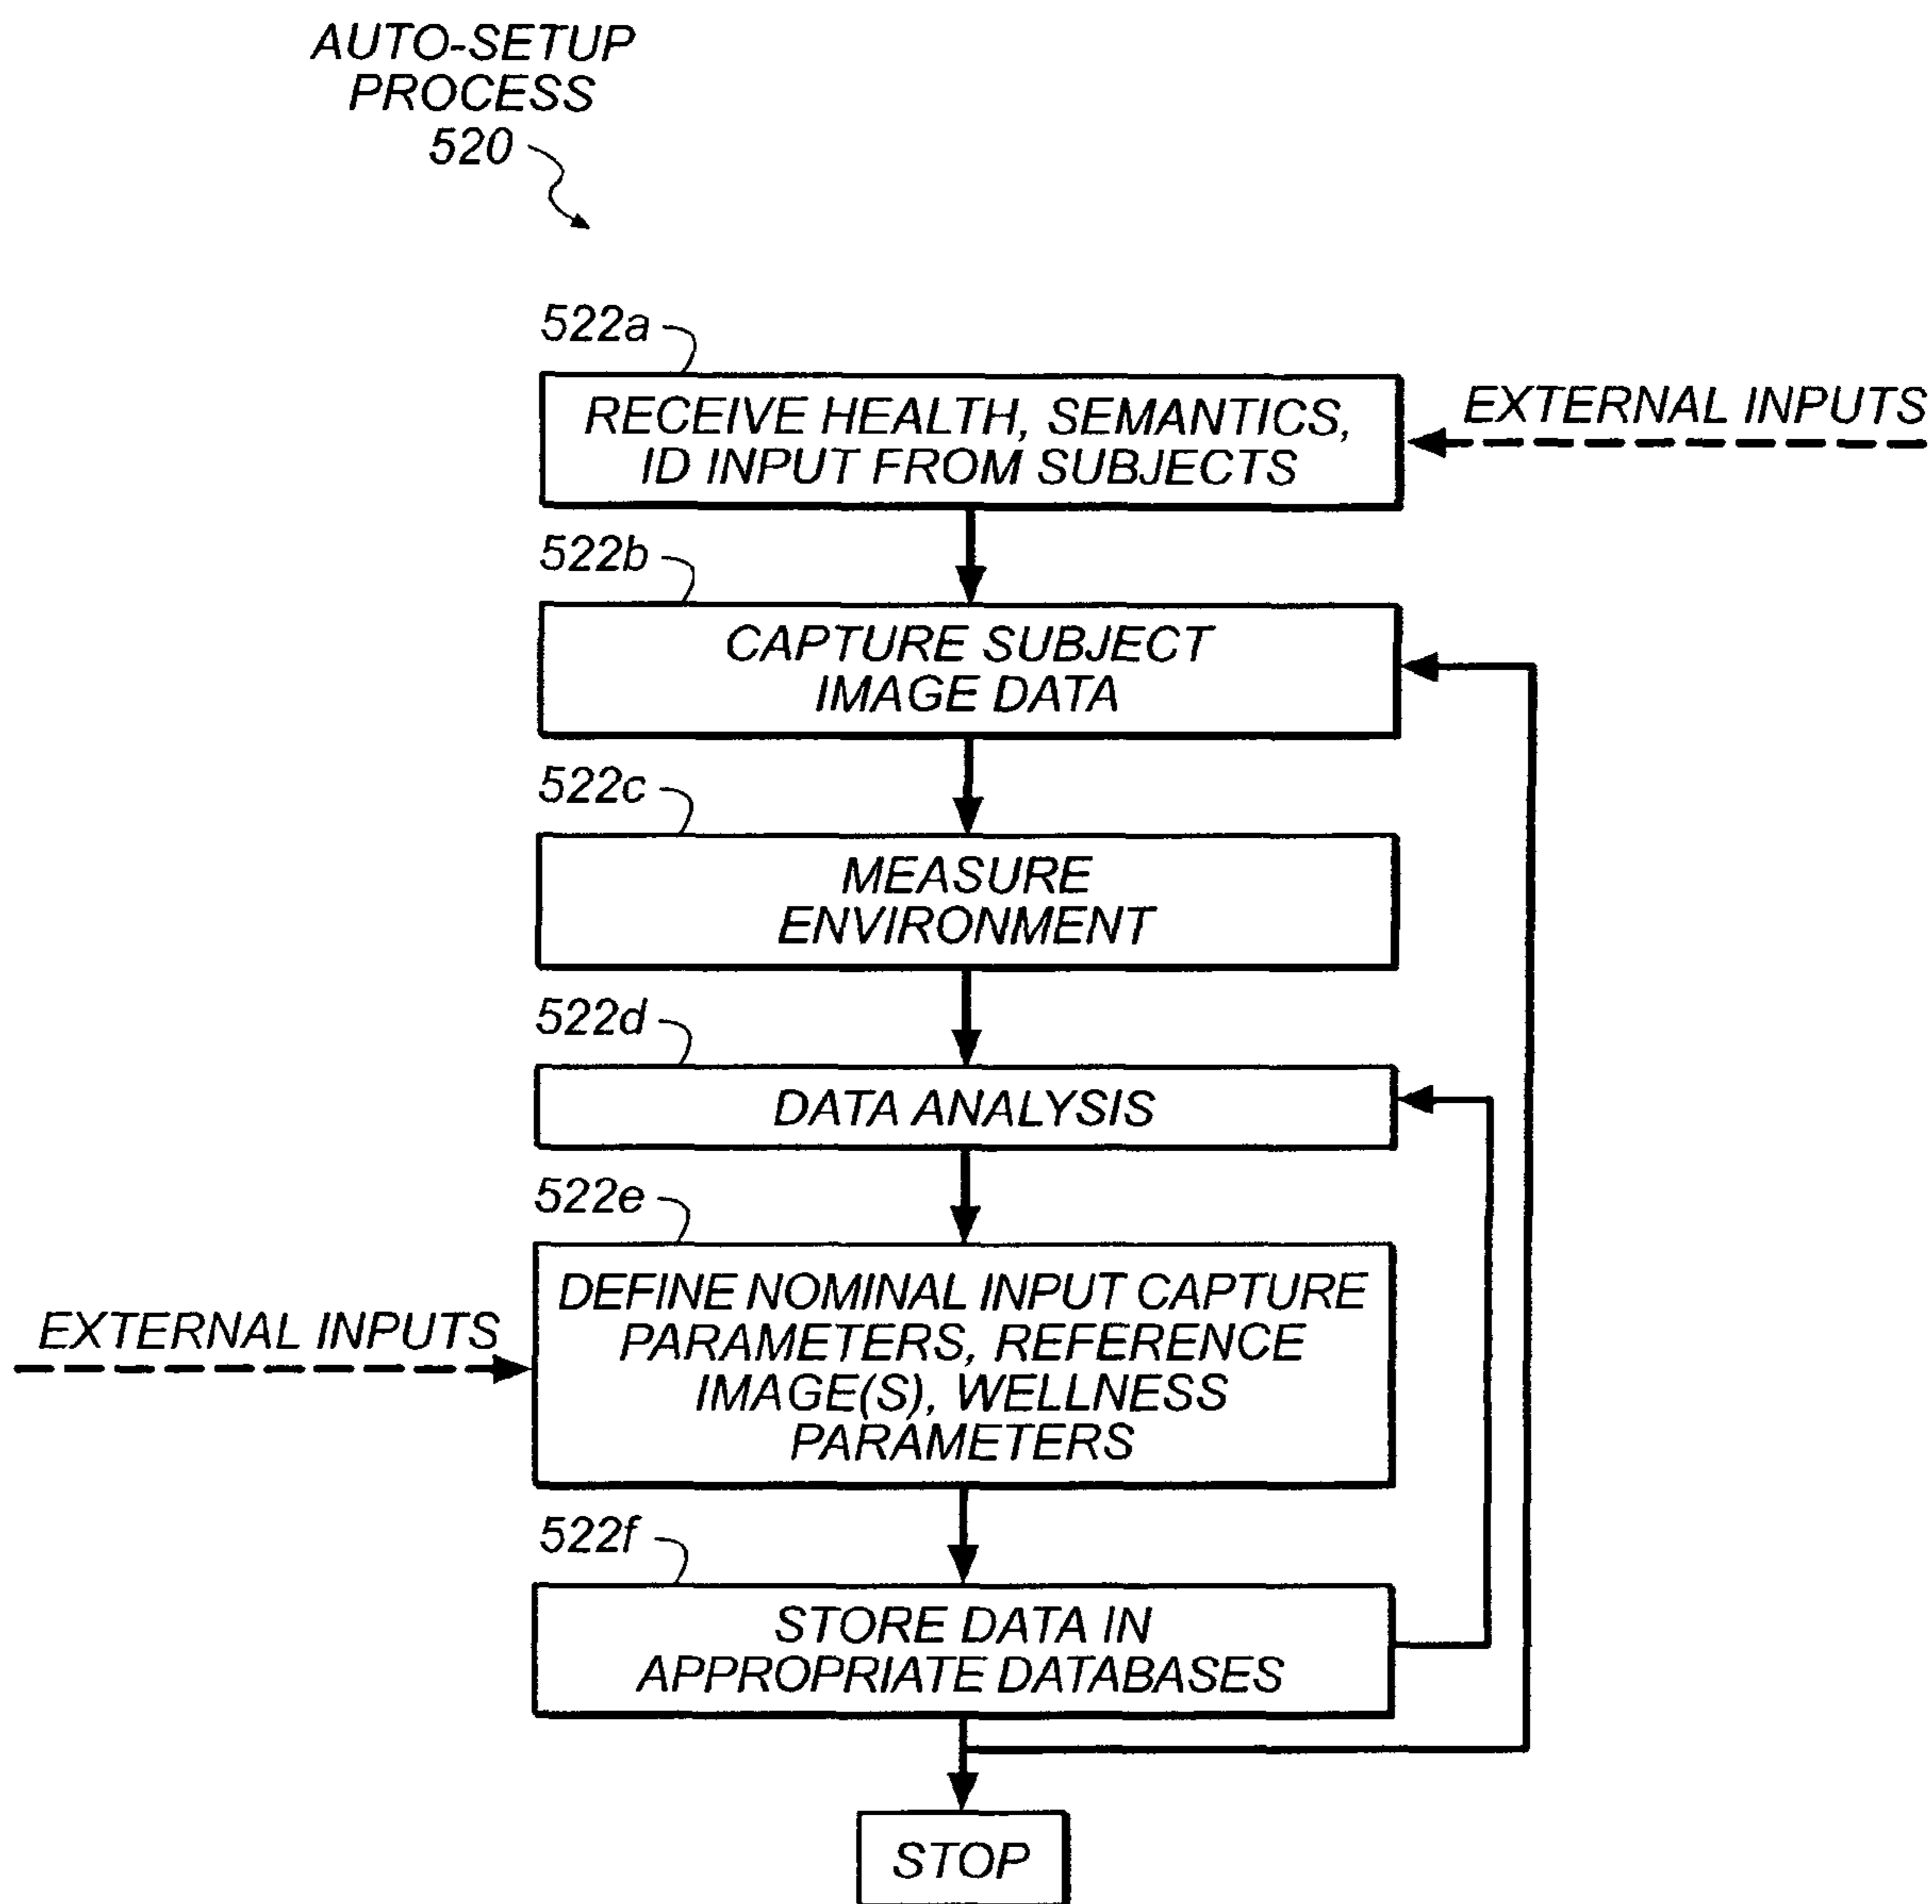 AUTO-SETUP
PROCESS
520
522a
RECEIVE HEALTH, SEMANTICS,
ID INPUT FROM SUBJECTS
EXTERNAL INPUTS
522b
CAPTURE SUBJECT
IMAGE DATA
522c
MEASURE
ENVIRONMENT
522d
DATA ANALYSIS
522e
DEFINE NOMINAL INPUT CAPTURE
PARAMETERS, REFERENCE
IMAGE(S), WELLNESS
PARAMETERS
EXTERNAL INPUTS
522f
STORE DATA IN
APPROPRIATE DATABASES
STOP